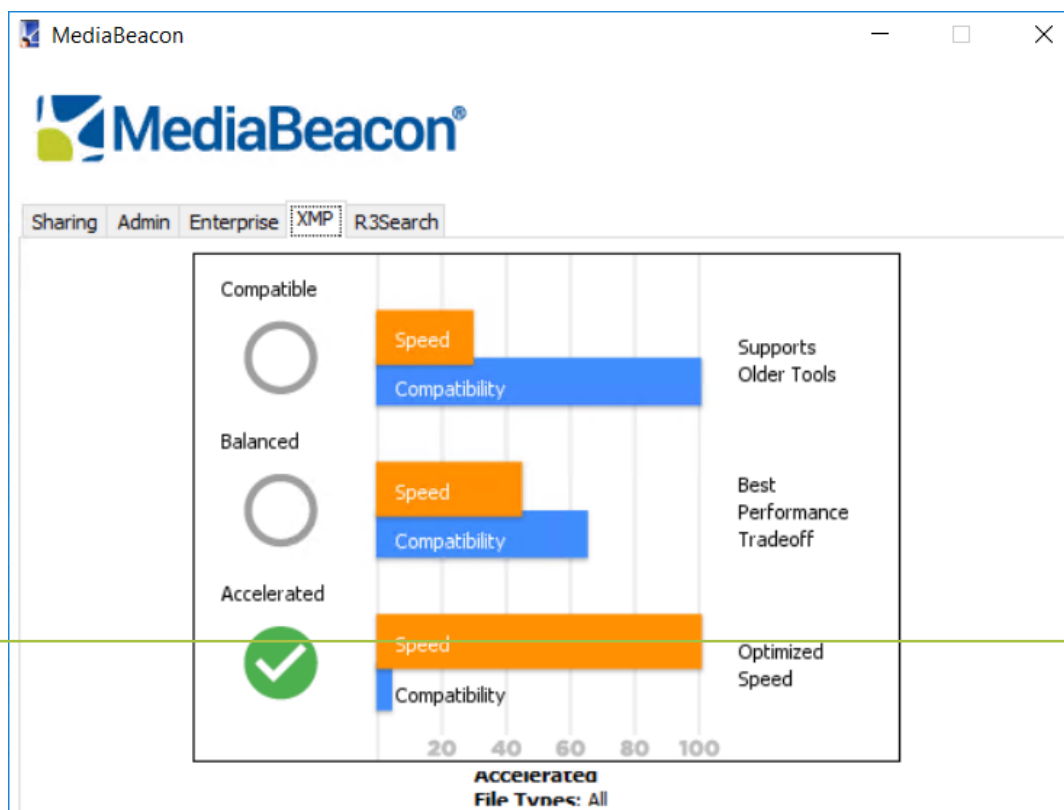 MediaBeacon
MediaBeacon®
Sharing Admin Enterprise XMP R3Search
Compatible
Speed
Compatibility
Supports
Older Tools
Balanced
Speed
Compatibility
Best
Performance
Tradeoff
Accelerated
Speed
Compatibility
Optimized
Speed
20 40 60 80 100
Accelerated
File Types: All